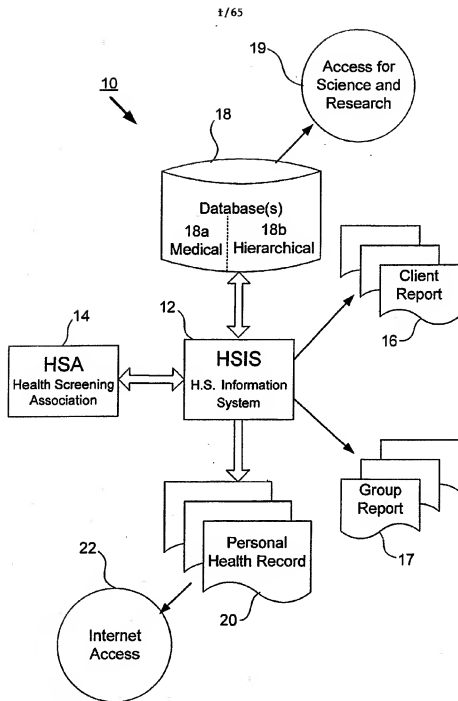 1/65
19
Access for
Science and
Research
10
18
Database(s)
18a
Medical
18b
Hierarchical
Client
Report
16
14
HSA
Health Screening
Association
12
HSIS
H.S. Information
System
Group
Report
17
Personal
Health Record
20
22
Internet
Access